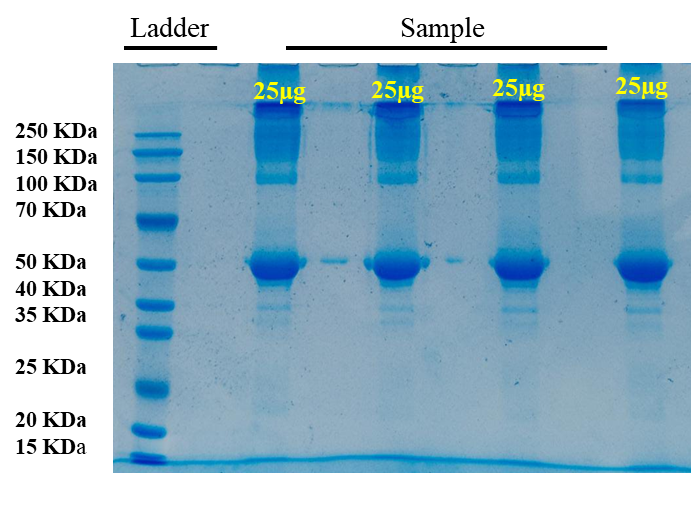 Ladder Sample
25μg 25μg 25μg 25μg
250 KDa
150 KDa
100 KDa
70 KDa
50 KDa
40 KDa
35 KDa
25 KDa
20 KDa
15 KDa